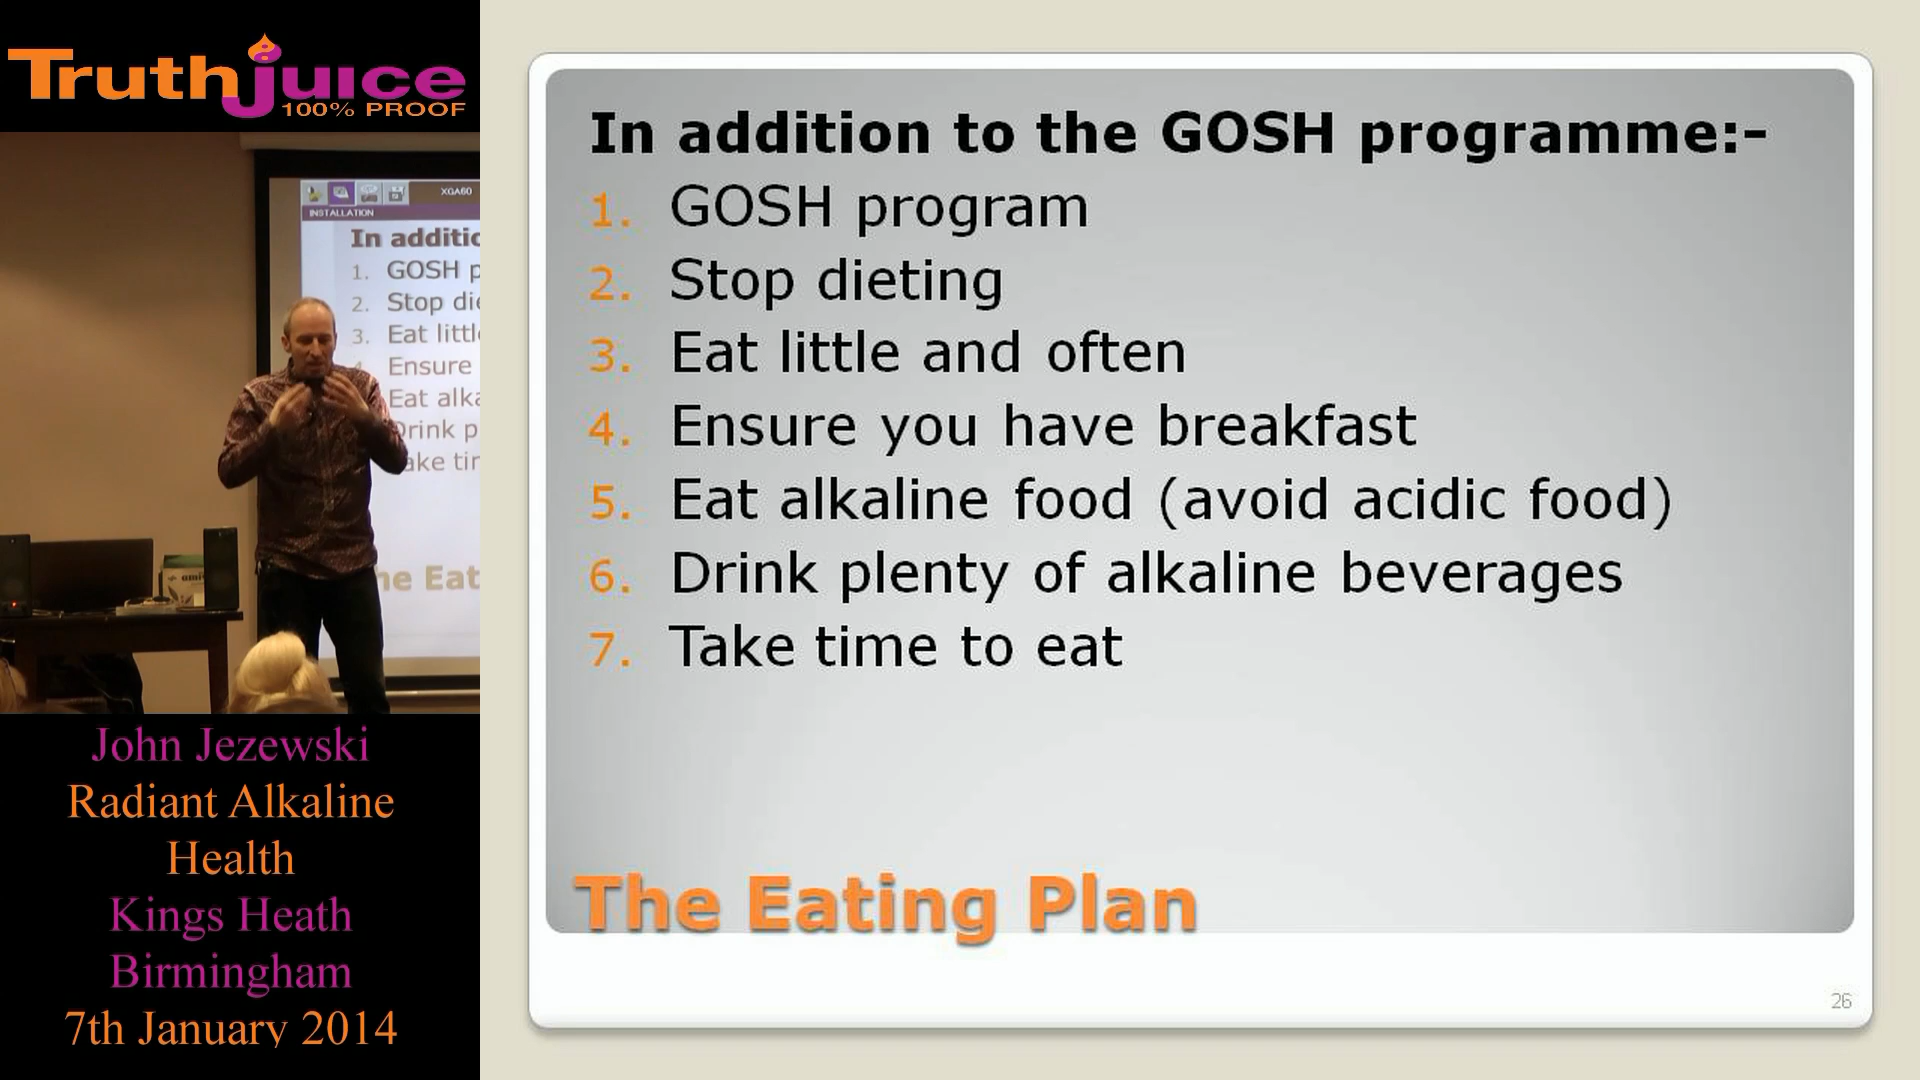 Truthjuice
100% PROOF
XGA60
INSTALLATION
In additic
1. GOSH p
2. Stop die
3. Eat little
4. Ensure
Eat alka
Drink p
ake tir
he Eat
John Jezewski
Radiant Alkaline
Health
Kings Heath
Birmingham
7th January 2014
In addition to the GOSH programme:-
1. GOSH program
2. Stop dieting
3. Eat little and often
4. Ensure you have breakfast
5. Eat alkaline food (avoid acidic food)
6. Drink plenty of alkaline beverages
7. Take time to eat
The Eating Plan
26